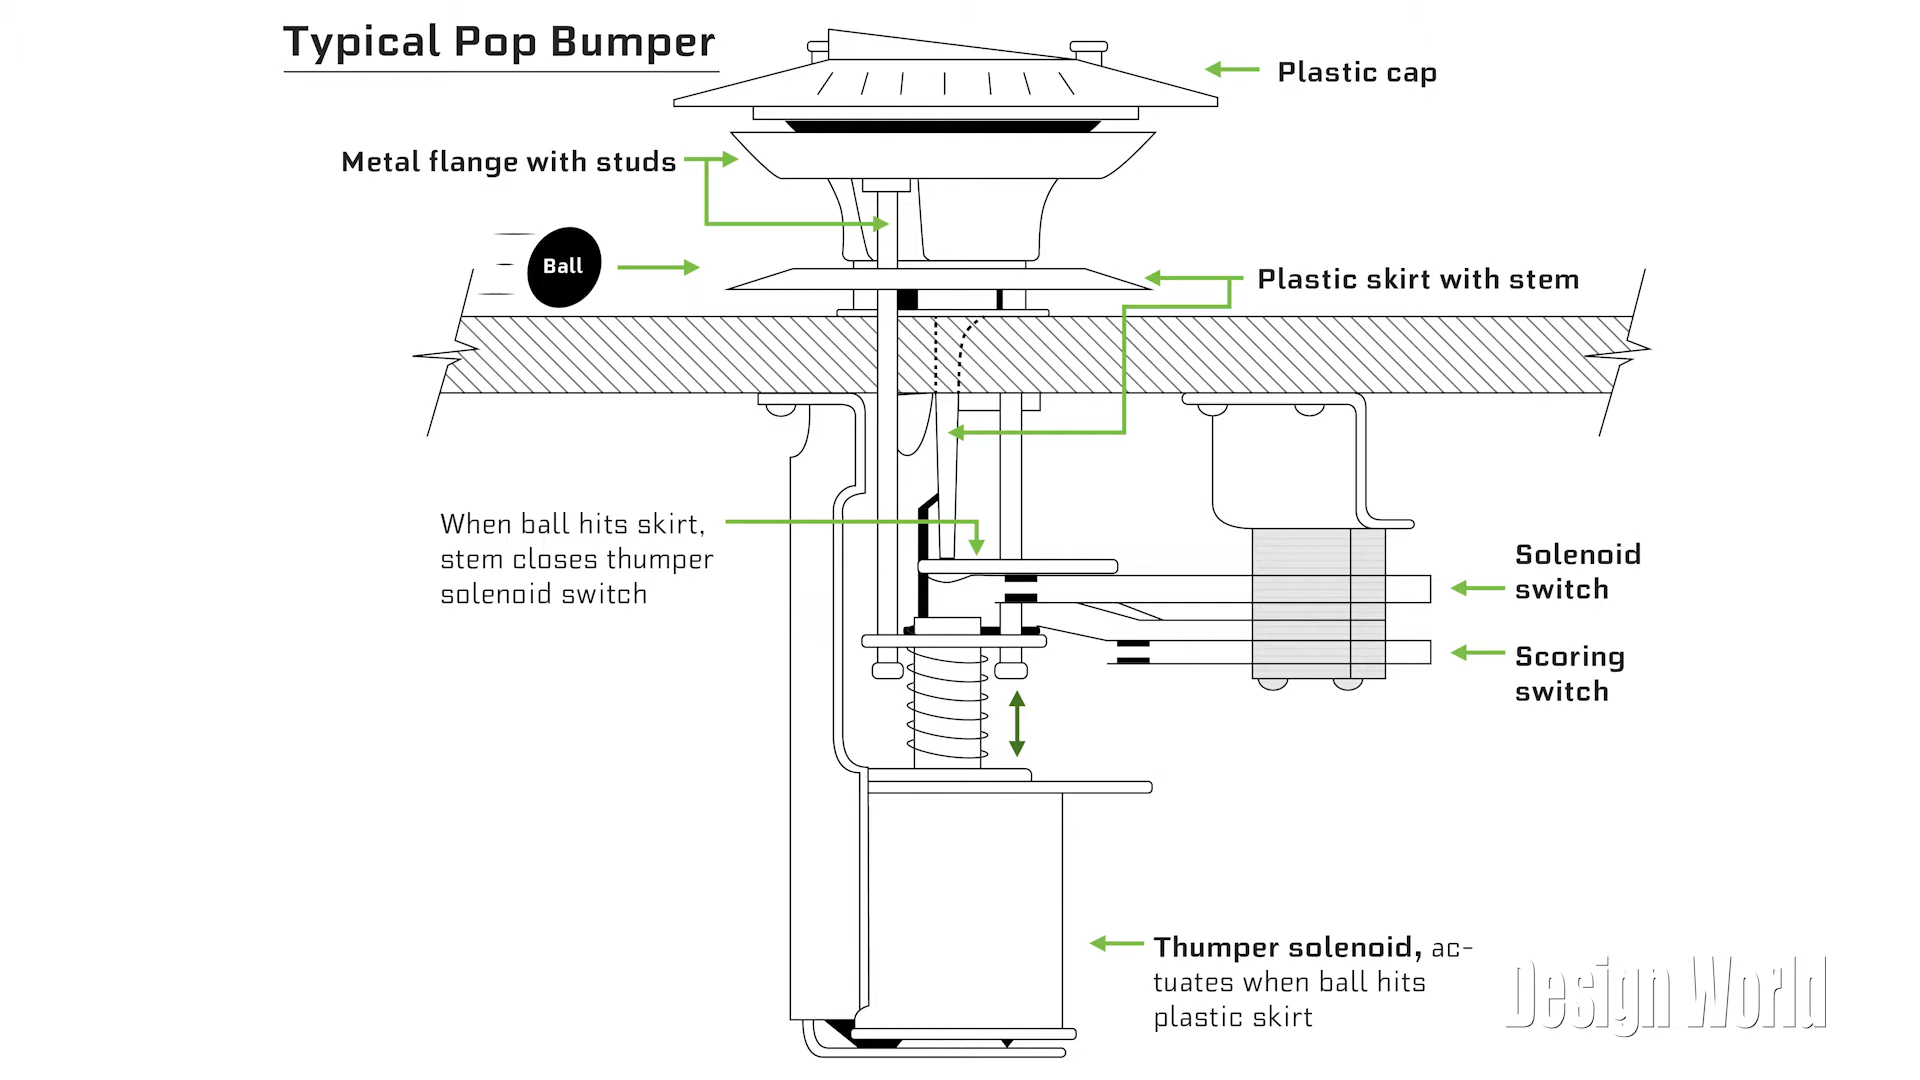 Typical Pop Bumper
Plastic cap
Metal flange with studs
Ball
Plastic skirt with stem
When ball hits skirt,
stem closes thumper
solenoid switch
Solenoid
switch
Scoring
switch
Thumper solenoid, ac-
tuates when ball hits
plastic skirt
Design World